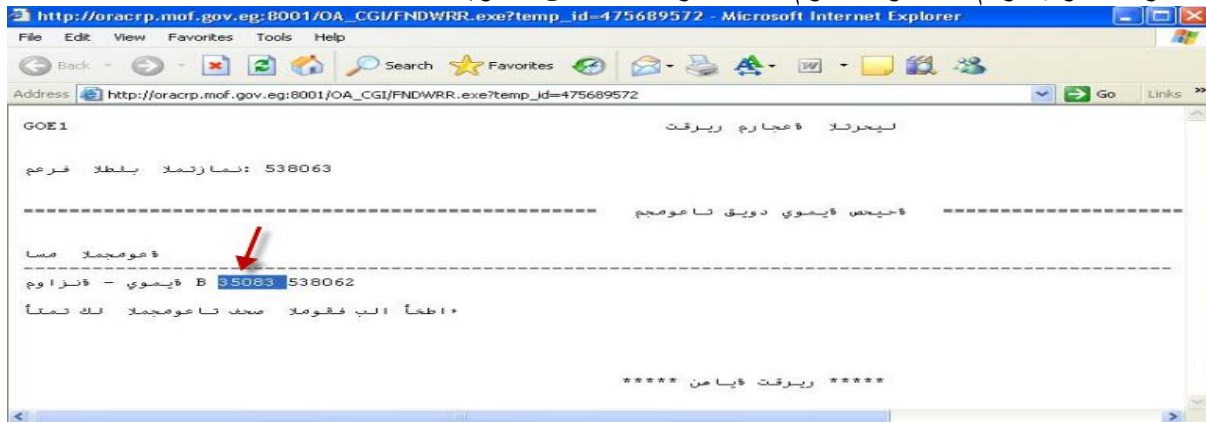 http://oracrp.mof.gov.eg:8001/OA_CGI/FNDWRR.exe?temp_id=475689572 - Microsoft Internet Explorer
File Edit View Favorites Tools Help
Back Search Favorites
Address http://oracrp.mof.gov.eg:8001/OA_CGI/FNDWRR.exe?temp_id=475689572 Go Links
GOE1 ليحرتلا ةعجارم ريرقت
نمازتملا بلطلا فرعم: 538063
ةحيحص ةيموي دويق تاعومجم
ةعومجملا مسا
ةيموي - ةنزاوم B 35083 538062
ءاطخأ الب فقوملا صحف تاعومجملا لك تمتأ
***** ريرقت ةياهن *****